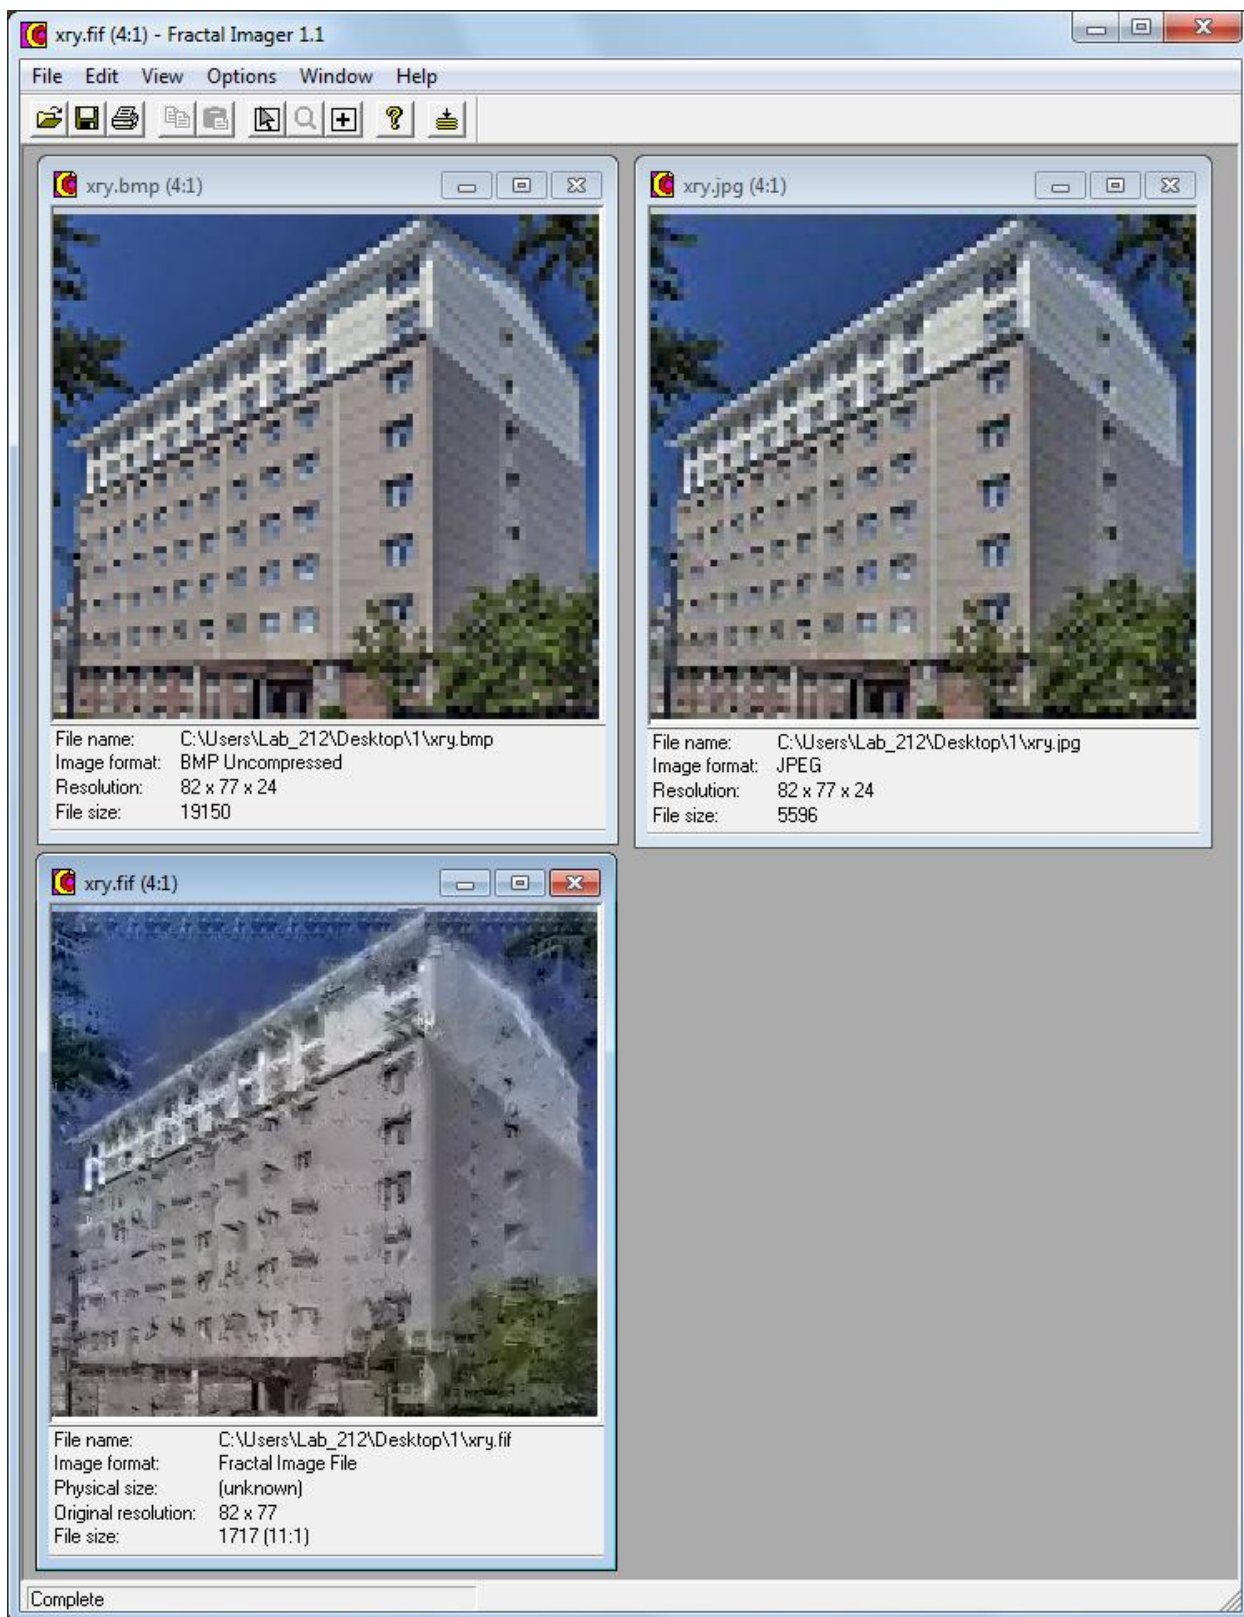 xry.fif (4:1) - Fractal Imager 1.1
File Edit View Options Window Help
xry.bmp (4:1)
File name: C:\Users\Lab_212\Desktop\1\xry.bmp
Image format: BMP Uncompressed
Resolution: 82 x 77 x 24
File size: 19150
xry.jpg (4:1)
File name: C:\Users\Lab_212\Desktop\1\xry.jpg
Image format: JPEG
Resolution: 82 x 77 x 24
File size: 5596
xry.fif (4:1)
File name: C:\Users\Lab_212\Desktop\1\xry.fif
Image format: Fractal Image File
Physical size: (unknown)
Original resolution: 82 x 77
File size: 1717 (11:1)
Complete